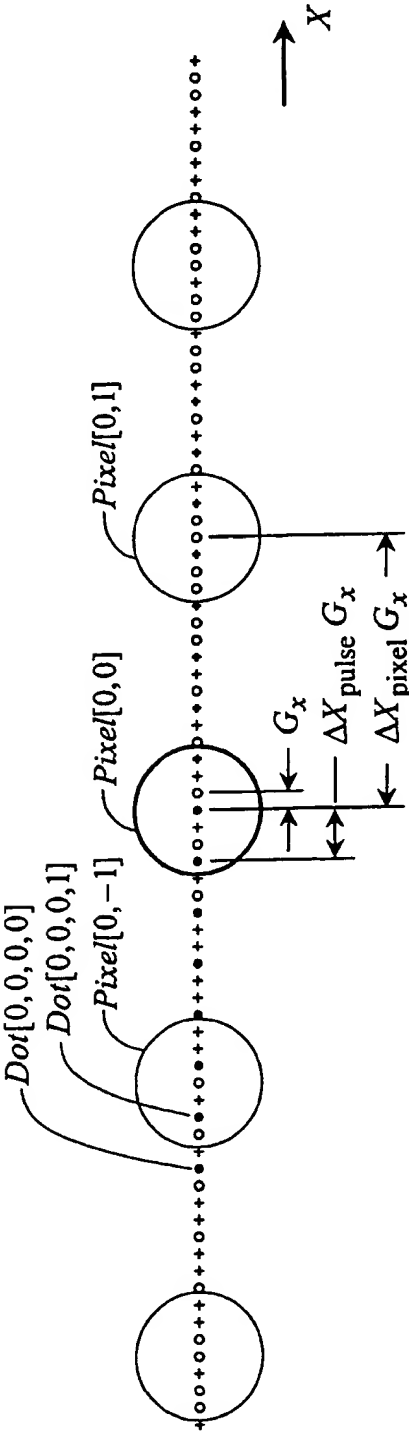 Dot[0,0,0,0]
Dot[0,0,0,1]
Pixel[0,−1]
Pixel[0,0]
Pixel[0,1]
X
G_x
ΔX_pulse G_x
ΔX_pixel G_x